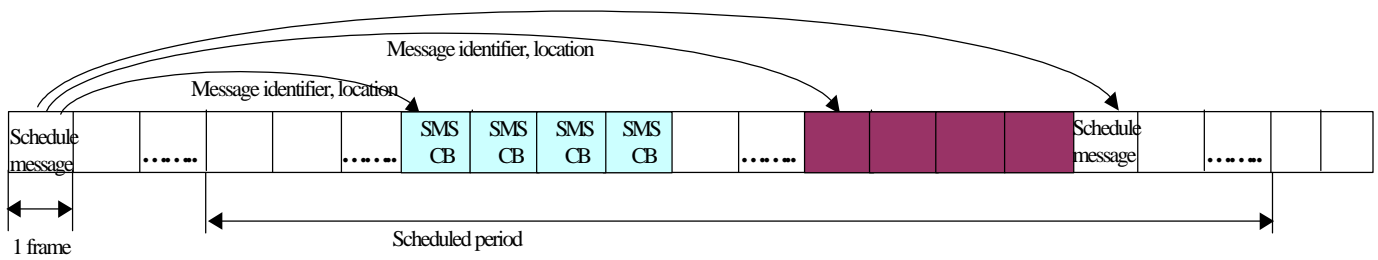 Message identifier, location
Message identifier, location
Schedule
message
.......
.......
SMS
CB
SMS
CB
SMS
CB
SMS
CB
.......
Schedule
message
.......
1 frame
Scheduled period